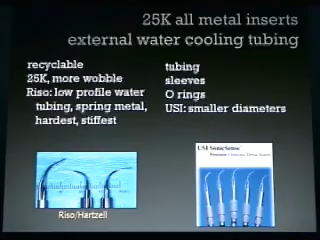 25K all metal inserts
external water cooling tubing
recyclable
25K, more wobble
Riso: low profile water
tubing, spring metal,
hardest, stiffest
tubing
sleeves
O rings
USI: smaller diameters
Riso/Hartzell
USI SonicSense